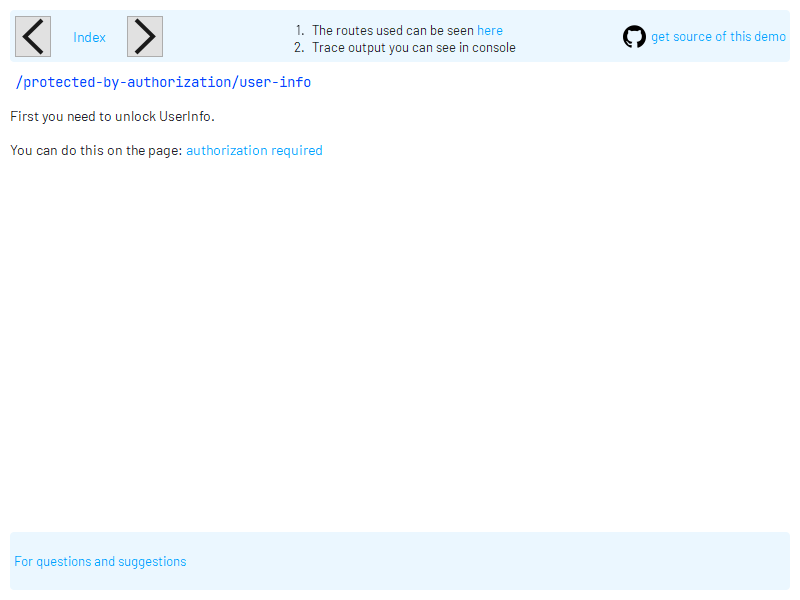 Index
1. The routes used can be seen here
2. Trace output you can see in console
get source of this demo
/protected-by-authorization/user-info
First you need to unlock UserInfo.
You can do this on the page: authorization required
For questions and suggestions